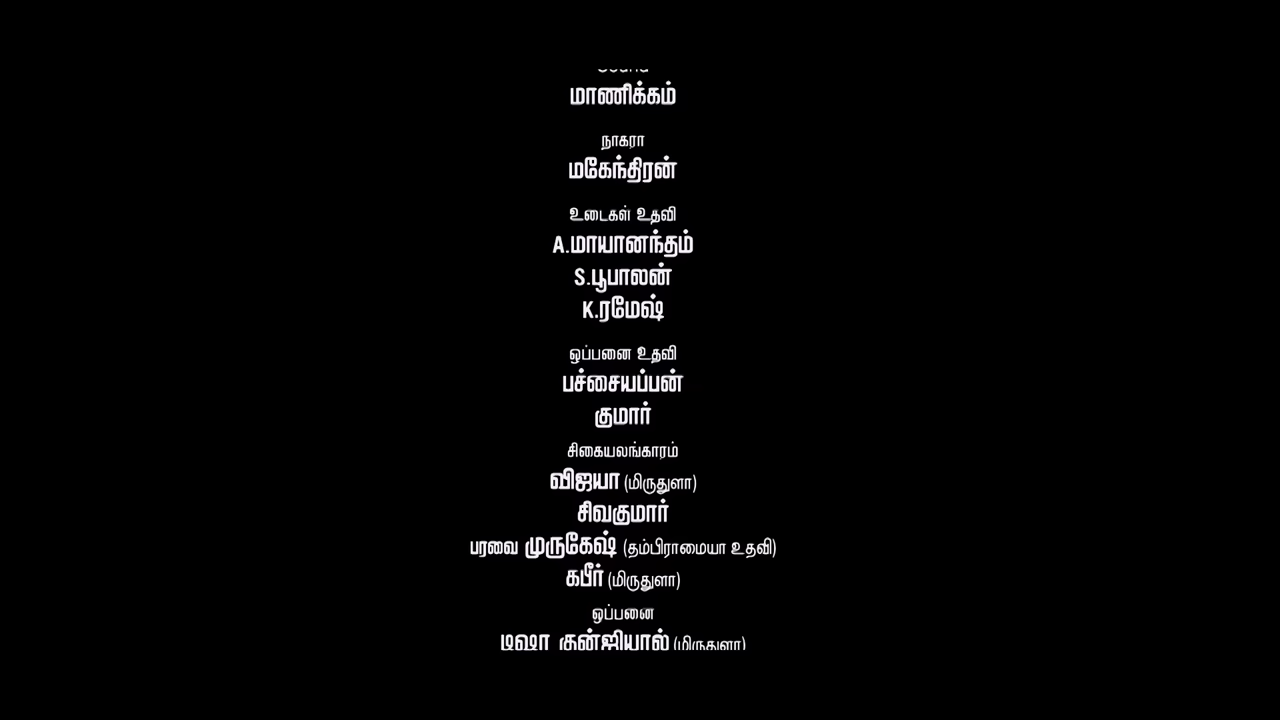 மாணிக்கம்
நாகரா
மகேந்திரன்
உடைகள் உதவி
A.மாயானந்தம்
S.பூபாலன்
K.ரமேஷ்
ஒப்பனை உதவி
பச்சையப்பன்
குமார்
சிகையலங்காரம்
விஜயா (மிருதுளா)
சிவகுமார்
பரவை முருகேஷ் (தம்பிராமையா உதவி)
கபீர் (மிருதுளா)
ஒப்பனை
டிஷா குன்ஜியால் (மிருதுளா)